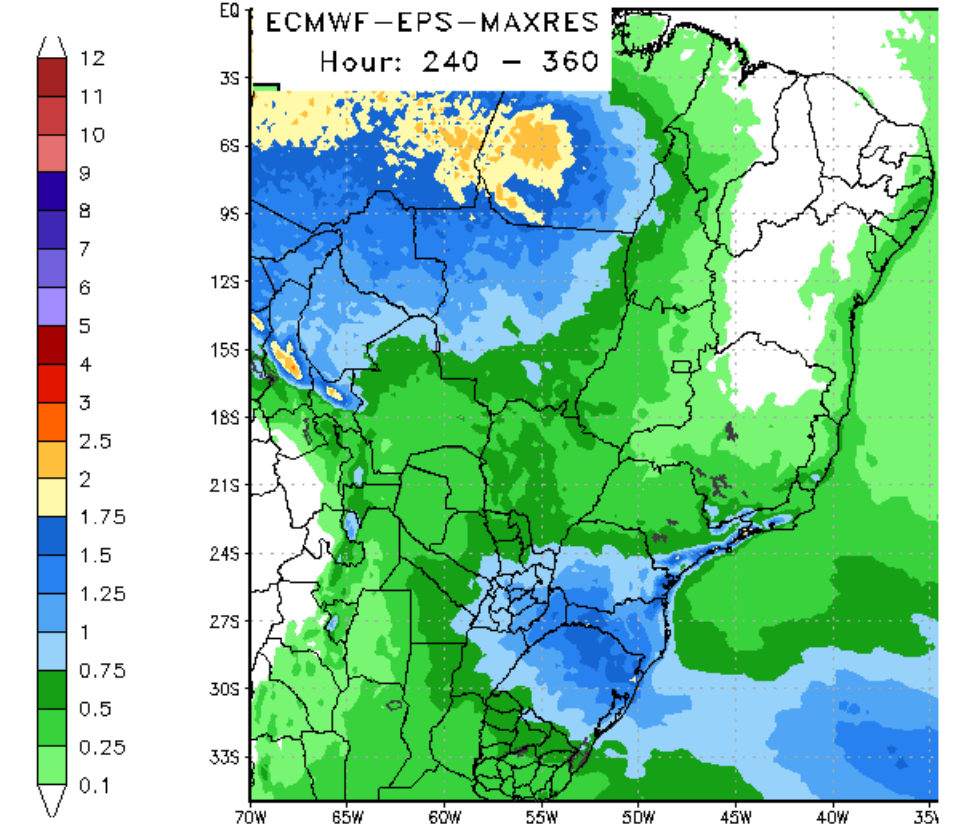 ECMWF-EPS-MAXRES
Hour: 240 - 360
12
11
10
9
8
7
6
5
4
3
2.5
2
1.75
1.5
1.25
1
0.75
0.5
0.25
0.1
EQ
3S
6S
9S
12S
15S
18S
21S
24S
27S
30S
33S
70W 65W 60W 55W 50W 45W 40W 35W